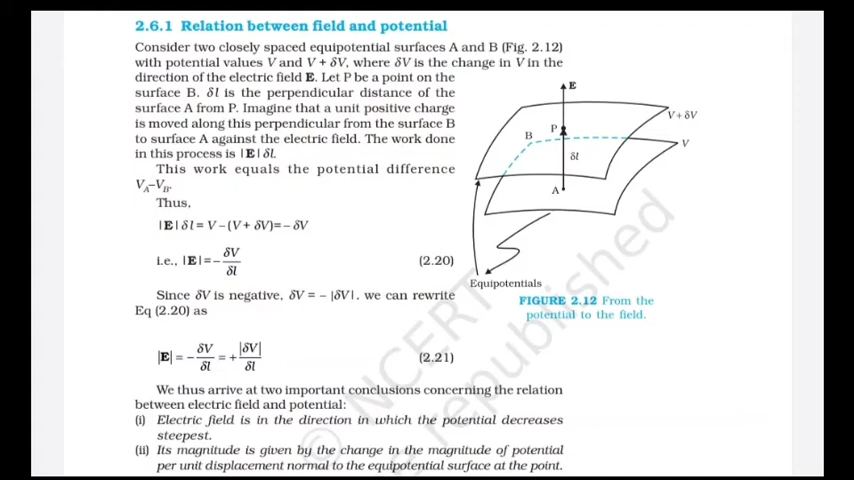 2.6.1 Relation between field and potential
Consider two closely spaced equipotential surfaces A and B (Fig. 2.12)
with potential values V and V + δV, where δV is the change in V in the
direction of the electric field E. Let P be a point on the
surface B. δl is the perpendicular distance of the
surface A from P. Imagine that a unit positive charge
is moved along this perpendicular from the surface B
to surface A against the electric field. The work done
in this process is |E|δl.
This work equals the potential difference
V_A–V_B.
Thus,
|E|δl = V – (V + δV)= – δV
i.e., |E|= – δV/δl (2.20)
Since δV is negative, δV = – |δV|. we can rewrite
Eq (2.20) as
|E| = – δV/δl = + |δV|/δl (2.21)
We thus arrive at two important conclusions concerning the relation
between electric field and potential:
(i) Electric field is in the direction in which the potential decreases
steepest.
(ii) Its magnitude is given by the change in the magnitude of potential
per unit displacement normal to the equipotential surface at the point.
E
V + δV
P
B
V
δl
A
Equipotentials
FIGURE 2.12 From the
potential to the field.
© NCERT
republished